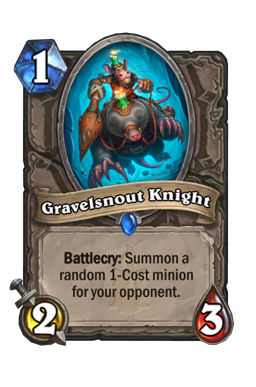 1
Gravelsnout Knight
Battlecry: Summon a
random 1-Cost minion
for your opponent.
2
3